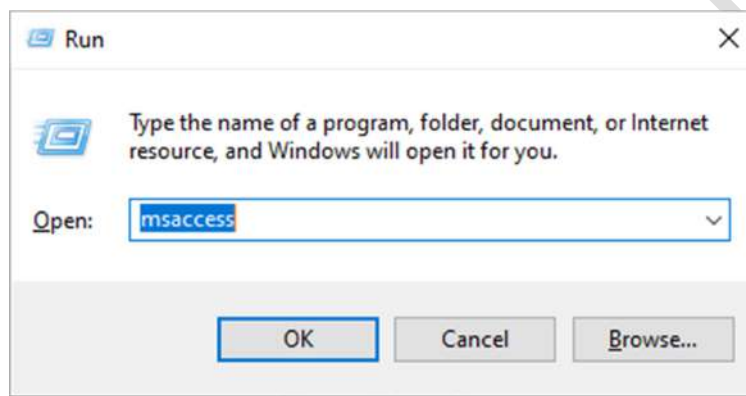 Run
Type the name of a program, folder, document, or Internet
resource, and Windows will open it for you.
Open:
msaccess
OK
Cancel
Browse...